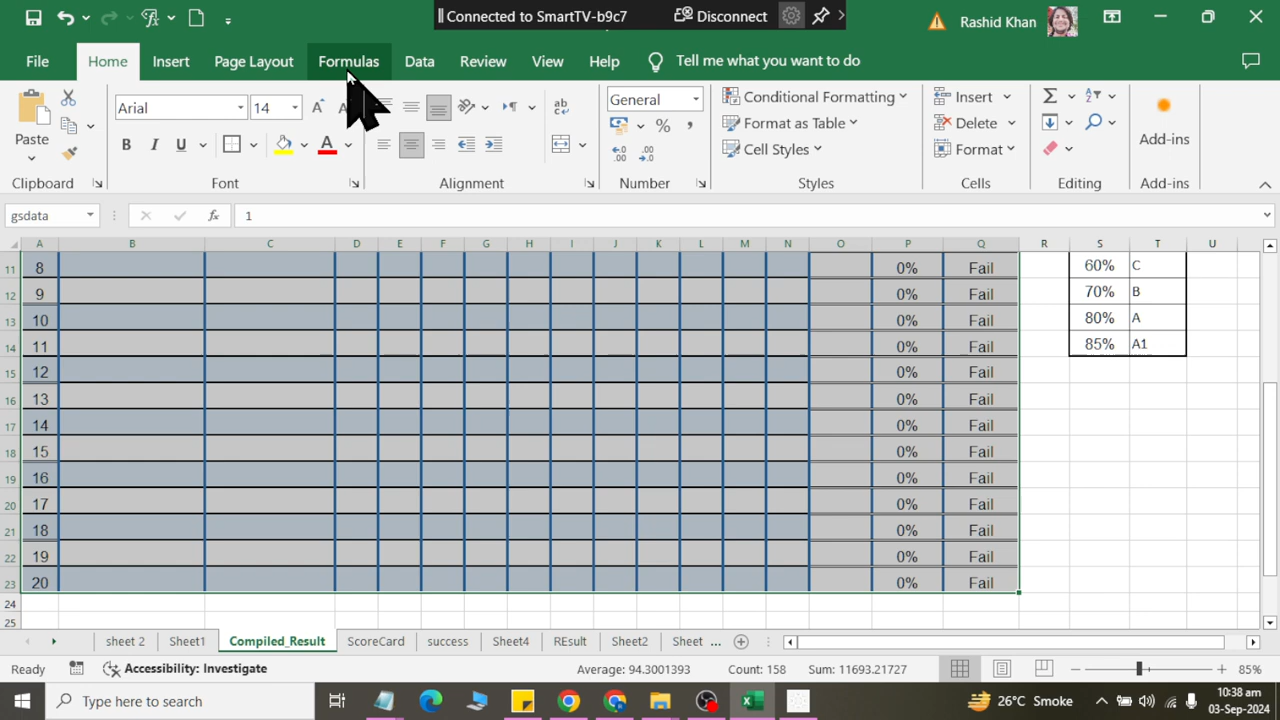 Connected to SmartTV-b9c7 Disconnect
Rashid Khan
File Home Insert Page Layout Formulas Data Review View Help Tell me what you want to do
Paste
Clipboard
Arial 14
B I U A
Font
Alignment
General
% ,
Number
Conditional Formatting
Format as Table
Cell Styles
Styles
Insert
Delete
Format
Cells
Editing
Add-ins
Add-ins
gsdata fx 1
A B C D E F G H I J K L M N O P Q R S T U
11 8 0% Fail 60% C
12 9 0% Fail 70% B
13 10 0% Fail 80% A
14 11 0% Fail 85% A1
15 12 0% Fail
16 13 0% Fail
17 14 0% Fail
18 15 0% Fail
19 16 0% Fail
20 17 0% Fail
21 18 0% Fail
22 19 0% Fail
23 20 0% Fail
24
25
sheet 2 Sheet1 Compiled_Result ScoreCard success Sheet4 REsult Sheet2 Sheet ...
Ready Accessibility: Investigate Average: 94.3001393 Count: 158 Sum: 11693.21727 85%
Type here to search
26°C Smoke
10:38 am
03-Sep-2024